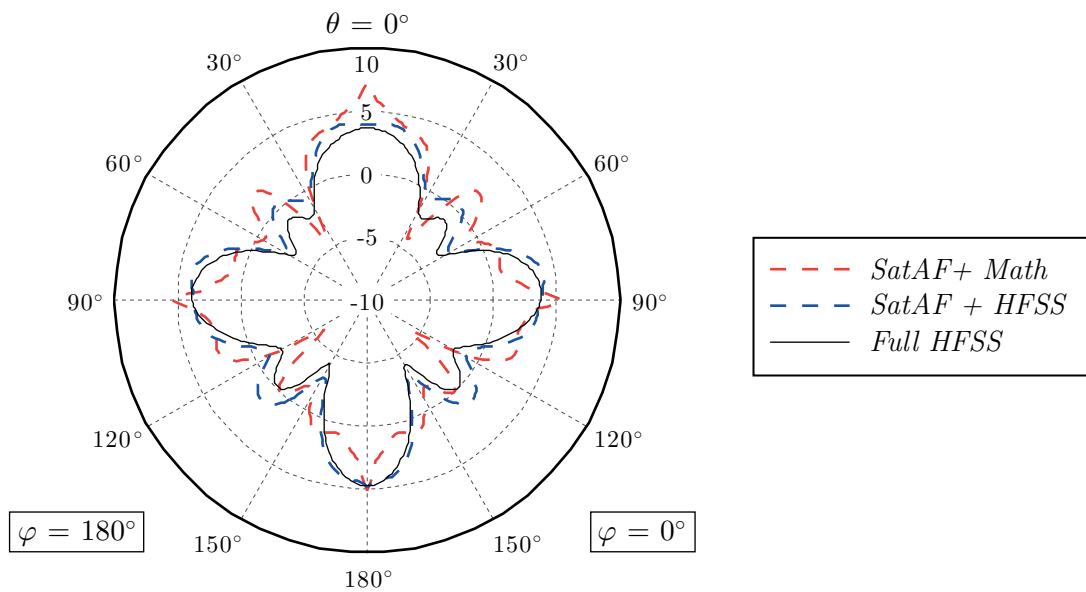 θ = 0°
10
30° 30°
5
60° 60°
0
-5
90° -10 90°
SatAF+ Math
SatAF + HFSS
Full HFSS
120° 120°
φ = 180° φ = 0°
150° 150°
180°